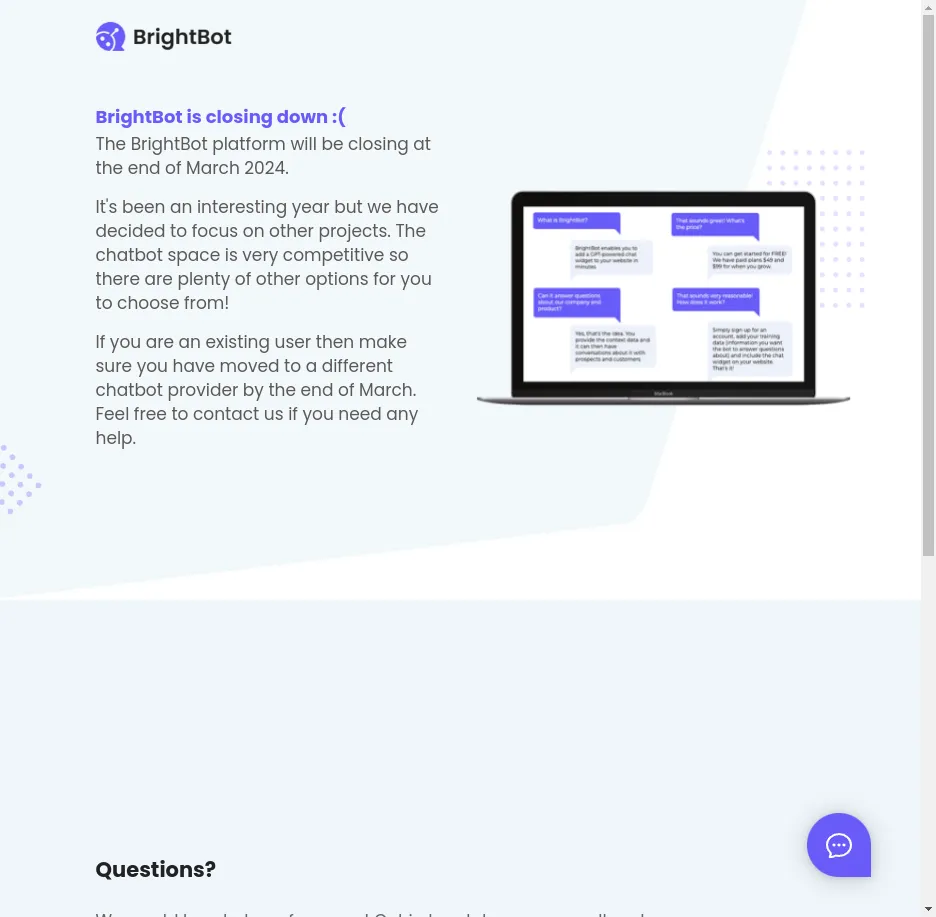 BrightBot
BrightBot is closing down :(
The BrightBot platform will be closing at
the end of March 2024.
It's been an interesting year but we have
decided to focus on other projects. The
chatbot space is very competitive so
there are plenty of other options for you
to choose from!
If you are an existing user then make
sure you have moved to a different
chatbot provider by the end of March.
Feel free to contact us if you need any
help.
What is BrightBot?
BrightBot enables you to
add a GPT-powered chat
widget to your website in
minutes
Can it answer questions
about our company and
product?
Yes, that's the idea. You
provide the context data and
it can then have
conversations about it with
prospects and customers
That sounds great! What's
the price?
You can get started for FREE!
We have paid plans $49 and
$99 for when you grow.
That sounds very reasonable!
How does it work?
Simply sign up for an
account, add your training
data (information you want
the bot to answer questions
about) and include the chat
widget on your website.
That's it!
MacBook
Questions?